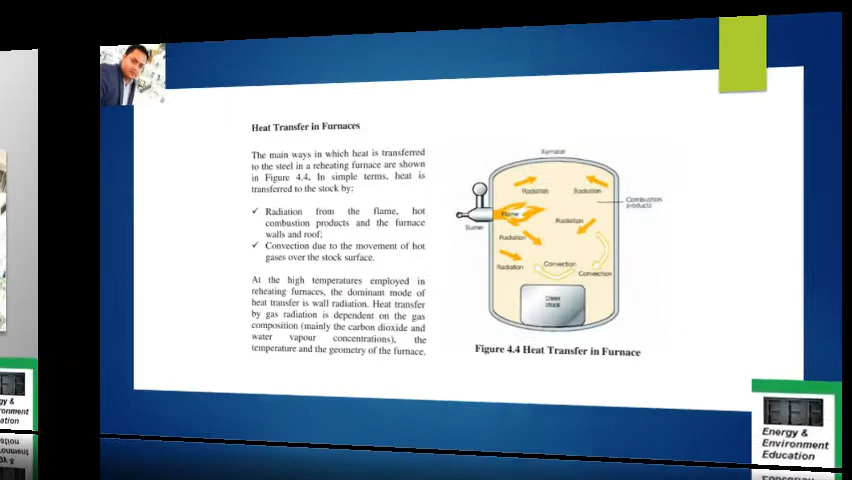 Heat Transfer in Furnaces
The main ways in which heat is transferred
to the steel in a reheating furnace are shown
in Figure 4.4. In simple terms, heat is
transferred to the stock by:
✓ Radiation from the flame, hot
combustion products and the furnace
walls and roof;
✓ Convection due to the movement of hot
gases over the stock surface.
At the high temperatures employed in
reheating furnaces, the dominant mode of
heat transfer is wall radiation. Heat transfer
by gas radiation is dependent on the gas
composition (mainly the carbon dioxide and
water vapour concentrations), the
temperature and the geometry of the furnace.
Furnace
Radiation
Radiation
Combustion
products
Flame
Radiation
Burner
Radiation
Radiation
Convection
Convection
Steel
stock
Figure 4.4 Heat Transfer in Furnace
EEE
Energy &
Environment
Education